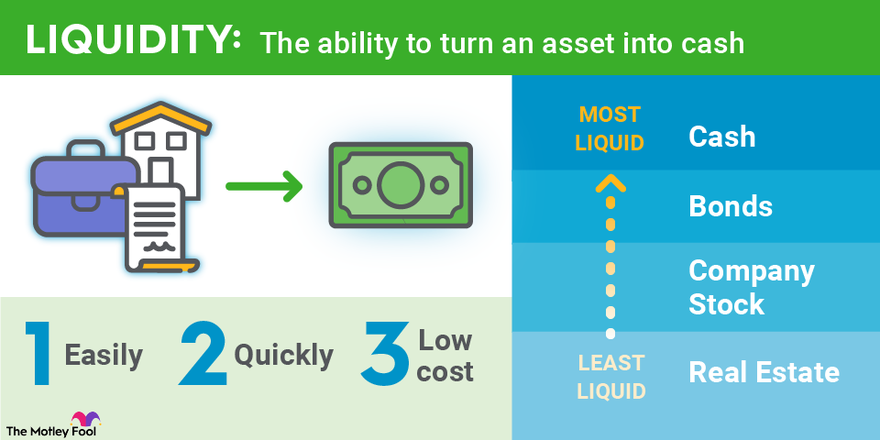 LIQUIDITY: The ability to turn an asset into cash
1 Easily
2 Quickly
3 Low
cost
MOST
LIQUID
Cash
Bonds
Company
Stock
LEAST
LIQUID
Real Estate
The Motley Fool